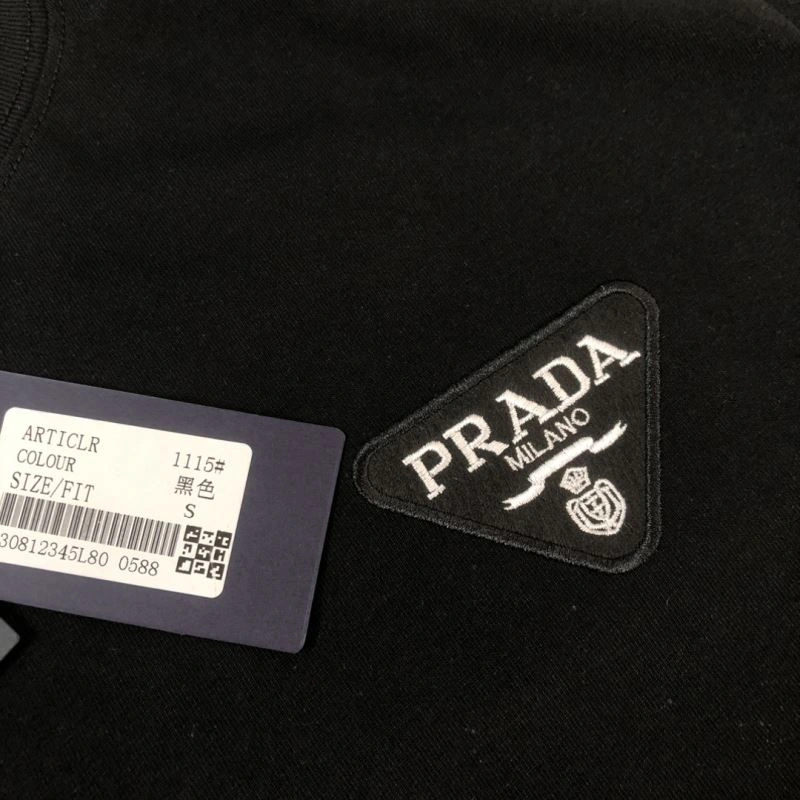 ARTICLR 1115#
COLOUR 黑色
SIZE/FIT S
30812345L80 0588
PRADA
MILANO